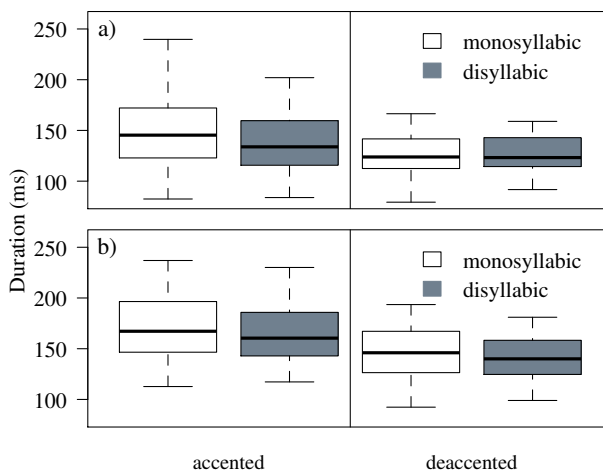 a)
monosyllabic
disyllabic
250
200
150
100
Duration (ms)
b)
monosyllabic
disyllabic
250
200
150
100
accented deaccented